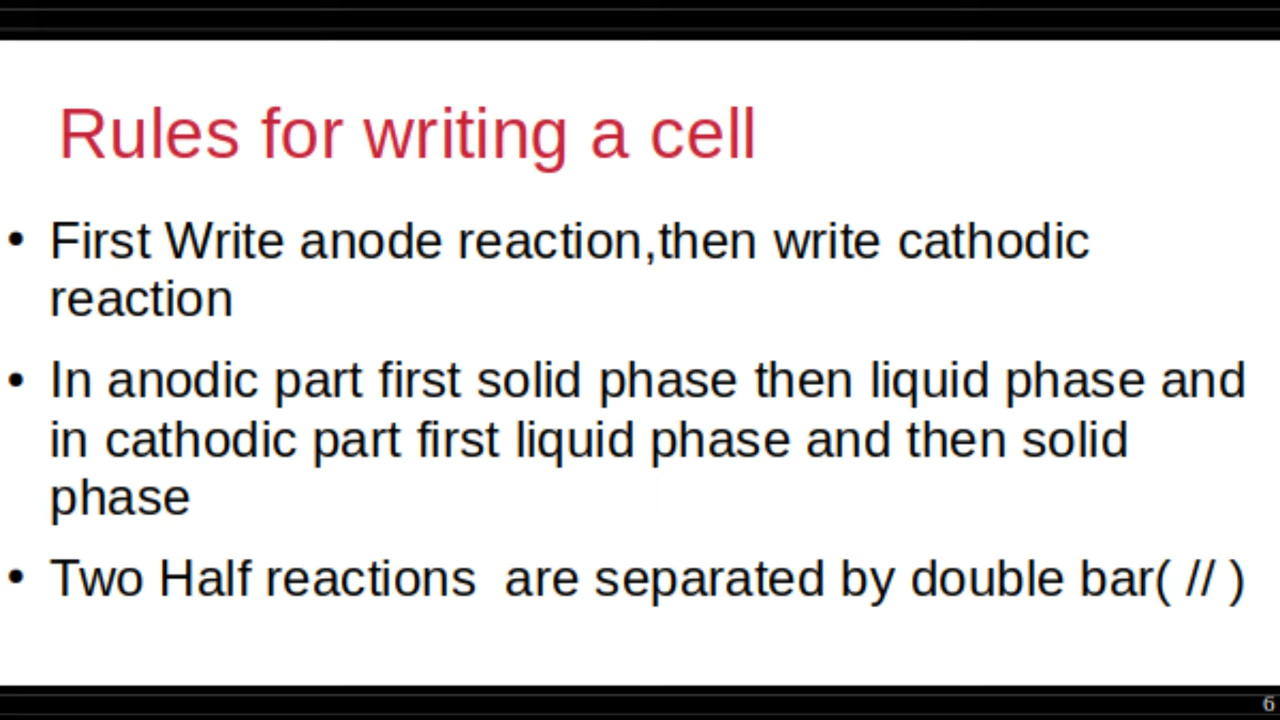 Rules for writing a cell
• First Write anode reaction,then write cathodic
reaction
• In anodic part first solid phase then liquid phase and
in cathodic part first liquid phase and then solid
phase
• Two Half reactions  are separated by double bar( // )
6